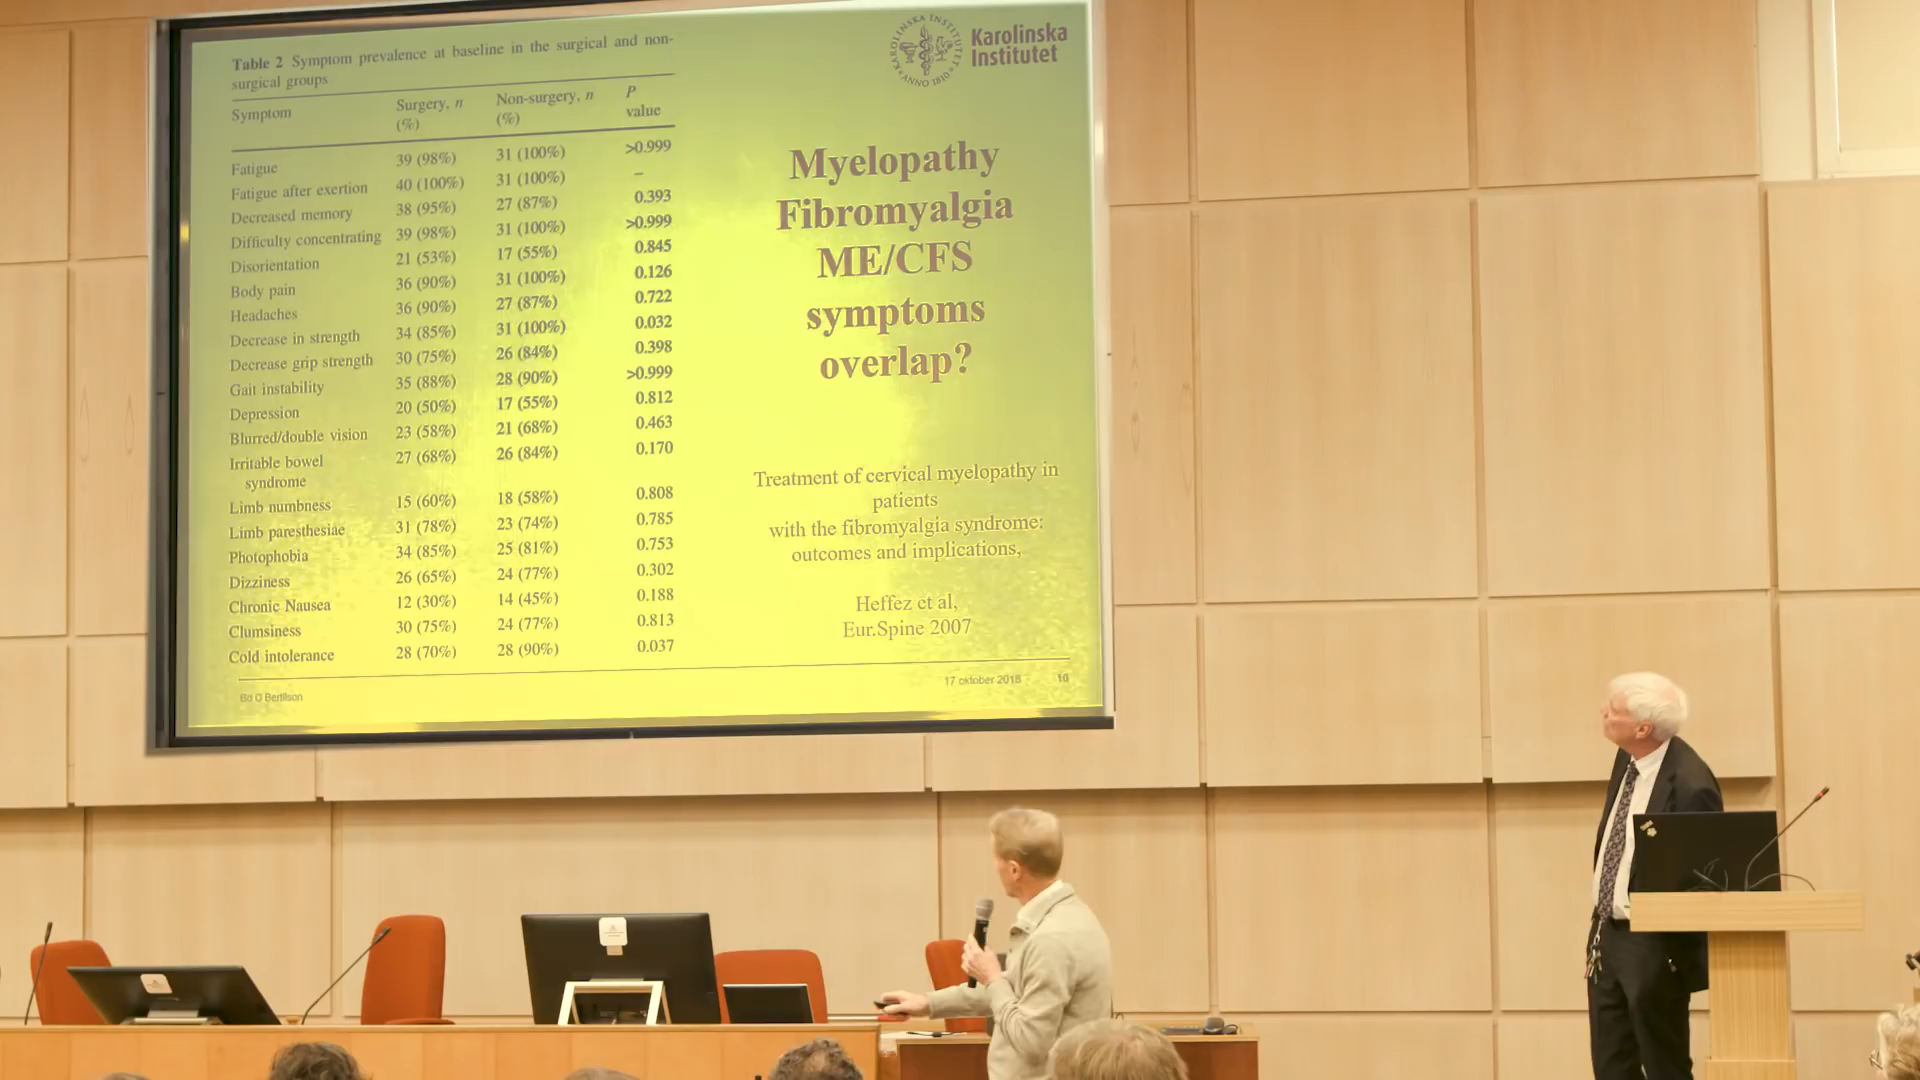 Table 2 Symptom prevalence at baseline in the surgical and non-
surgical groups
Symptom Surgery, n (%) Non-surgery, n (%) P value
Fatigue 39 (98%) 31 (100%) >0.999
Fatigue after exertion 40 (100%) 31 (100%) –
Decreased memory 38 (95%) 27 (87%) 0.393
Difficulty concentrating 39 (98%) 31 (100%) >0.999
Disorientation 21 (53%) 17 (55%) 0.845
Body pain 36 (90%) 31 (100%) 0.126
Headaches 36 (90%) 27 (87%) 0.722
Decrease in strength 34 (85%) 31 (100%) 0.032
Decrease grip strength 30 (75%) 26 (84%) 0.398
Gait instability 35 (88%) 28 (90%) >0.999
Depression 20 (50%) 17 (55%) 0.812
Blurred/double vision 23 (58%) 21 (68%) 0.463
Irritable bowel 27 (68%) 26 (84%) 0.170
syndrome
Limb numbness 15 (60%) 18 (58%) 0.808
Limb paresthesiae 31 (78%) 23 (74%) 0.785
Photophobia 34 (85%) 25 (81%) 0.753
Dizziness 26 (65%) 24 (77%) 0.302
Chronic Nausea 12 (30%) 14 (45%) 0.188
Clumsiness 30 (75%) 24 (77%) 0.813
Cold intolerance 28 (70%) 28 (90%) 0.037
KAROLINSKA INSTITUTET
ANNO 1810
Karolinska
Institutet
Myelopathy
Fibromyalgia
ME/CFS
symptoms
overlap?
Treatment of cervical myelopathy in
patients
with the fibromyalgia syndrome:
outcomes and implications,
Heffez et al,
Eur.Spine 2007
Bo C Bertilson
17 oktober 2018 10